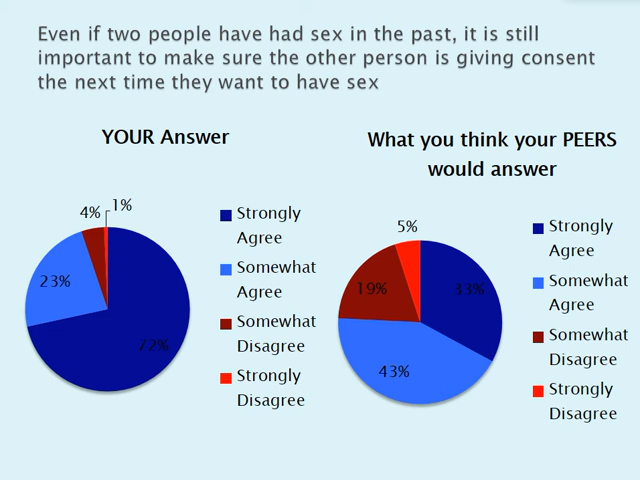 Even if two people have had sex in the past, it is still
important to make sure the other person is giving consent
the next time they want to have sex
YOUR Answer
1%
4%
23%
72%
Strongly
Agree
Somewhat
Agree
Somewhat
Disagree
Strongly
Disagree
What you think your PEERS
would answer
5%
19%
33%
43%
Strongly
Agree
Somewhat
Agree
Somewhat
Disagree
Strongly
Disagree